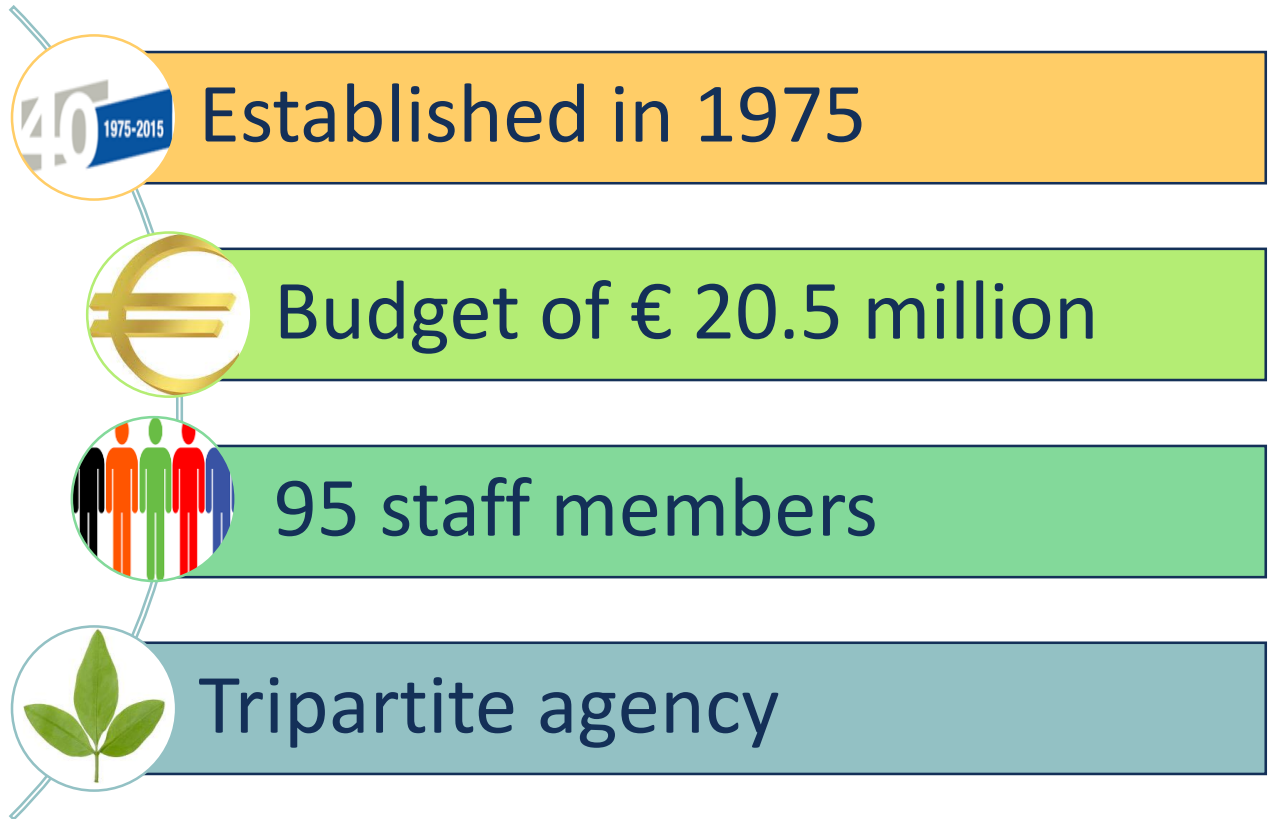 40
1975-2015
Established in 1975
Budget of € 20.5 million
95 staff members
Tripartite agency